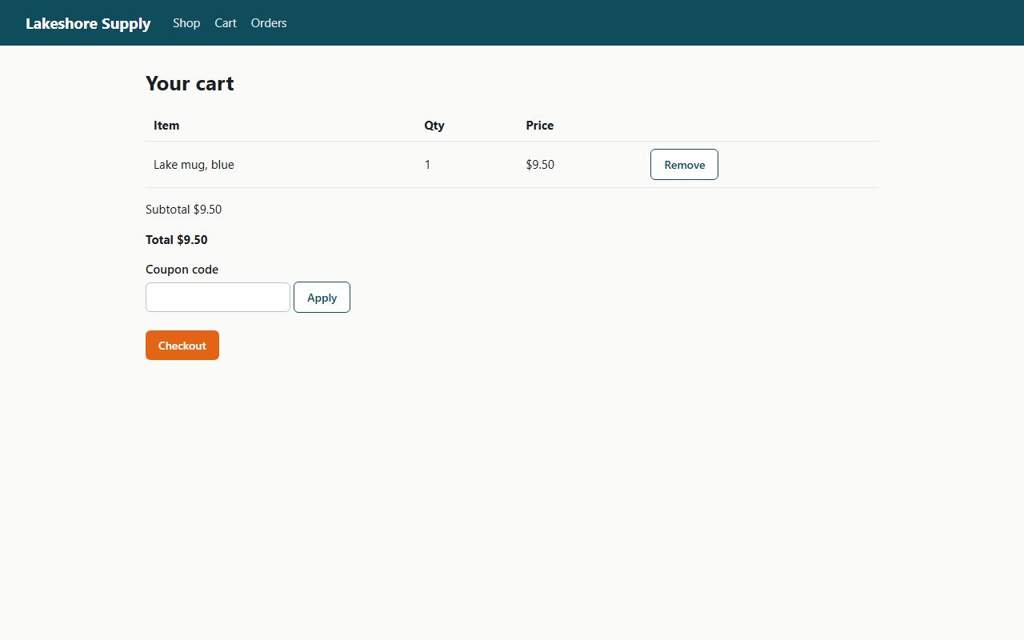 Lakeshore Supply Shop Cart Orders
Your cart
Item Qty Price
Lake mug, blue 1 $9.50 Remove
Subtotal $9.50
Total $9.50
Coupon code
Apply
Checkout